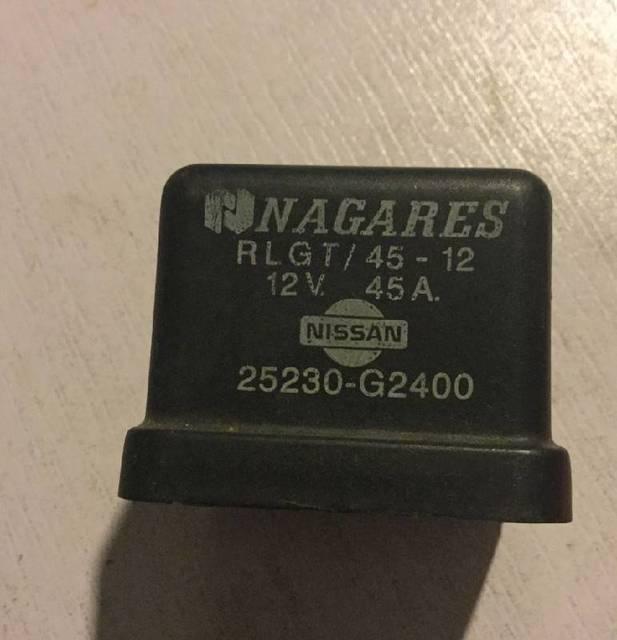 NAGARES
RLGT/45-12
12V. 45A.
NISSAN
25230-G2400